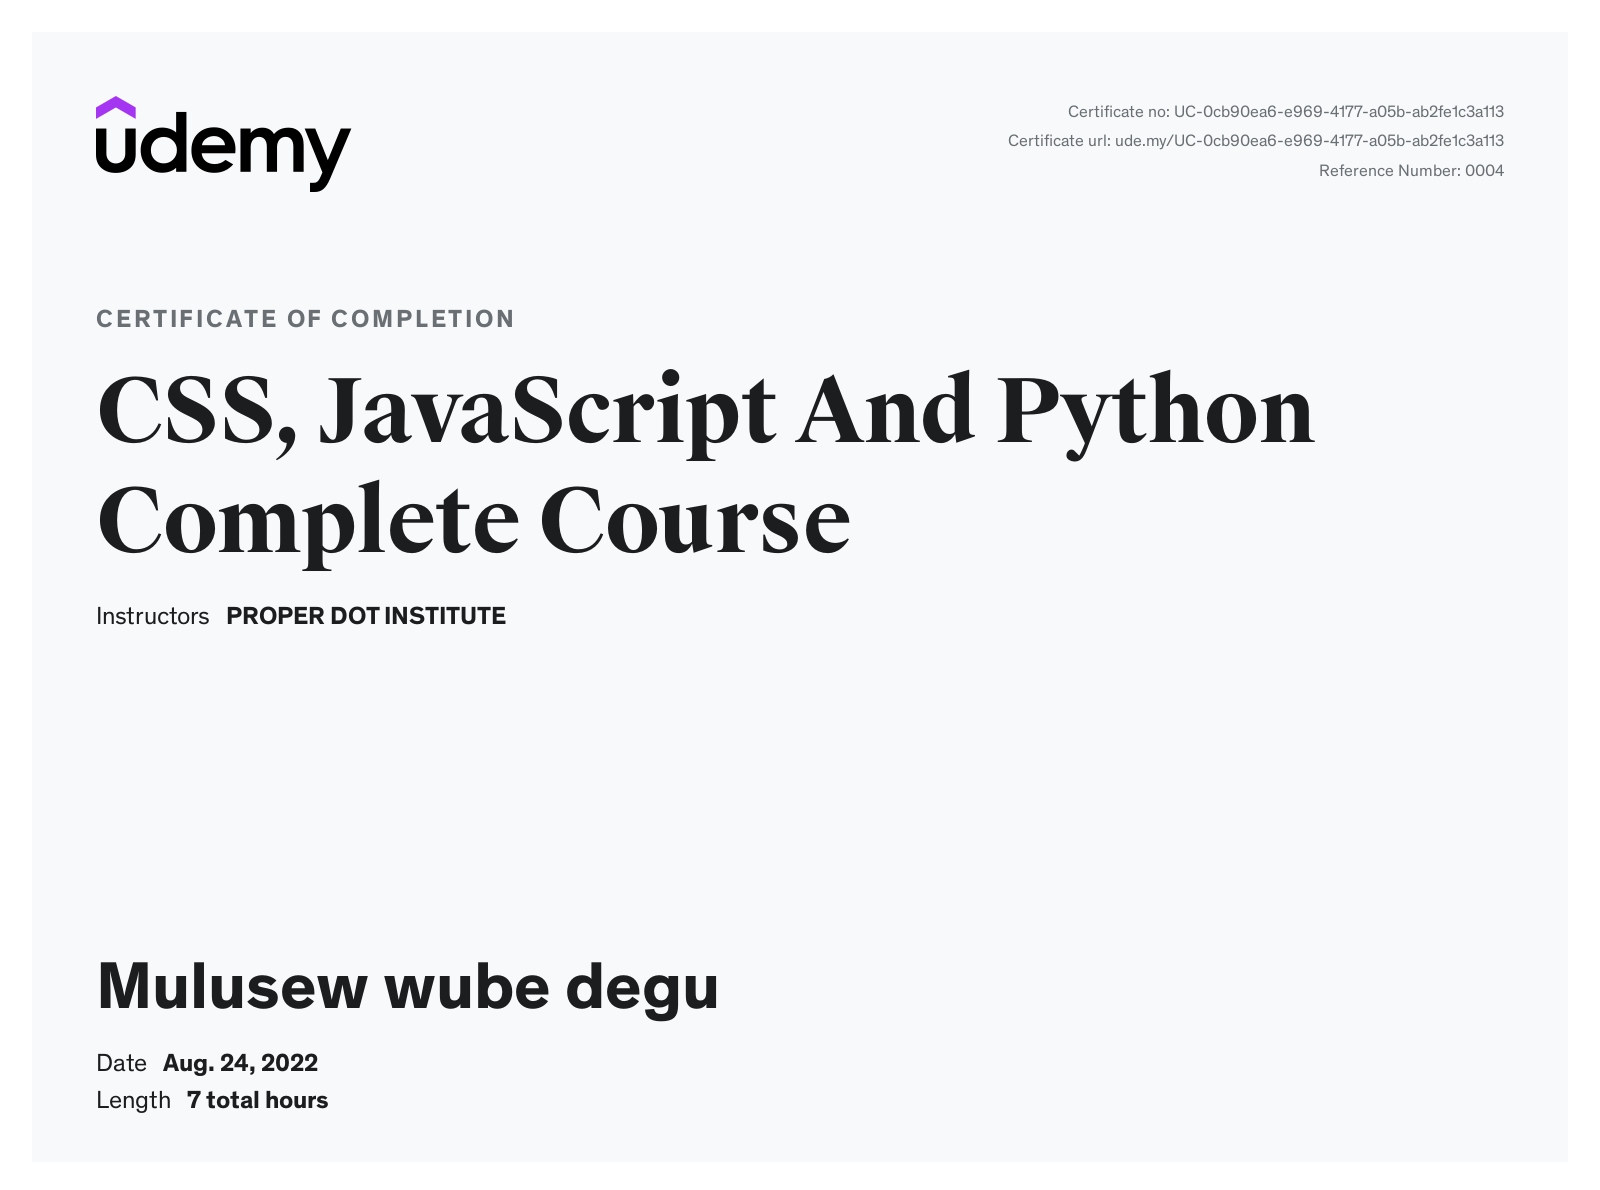 udemy
Certificate no: UC-0cb90ea6-e969-4177-a05b-ab2fe1c3a113
Certificate url: ude.my/UC-0cb90ea6-e969-4177-a05b-ab2fe1c3a113
Reference Number: 0004
CERTIFICATE OF COMPLETION
CSS, JavaScript And Python
Complete Course
Instructors PROPER DOT INSTITUTE
Mulusew wube degu
Date Aug. 24, 2022
Length 7 total hours